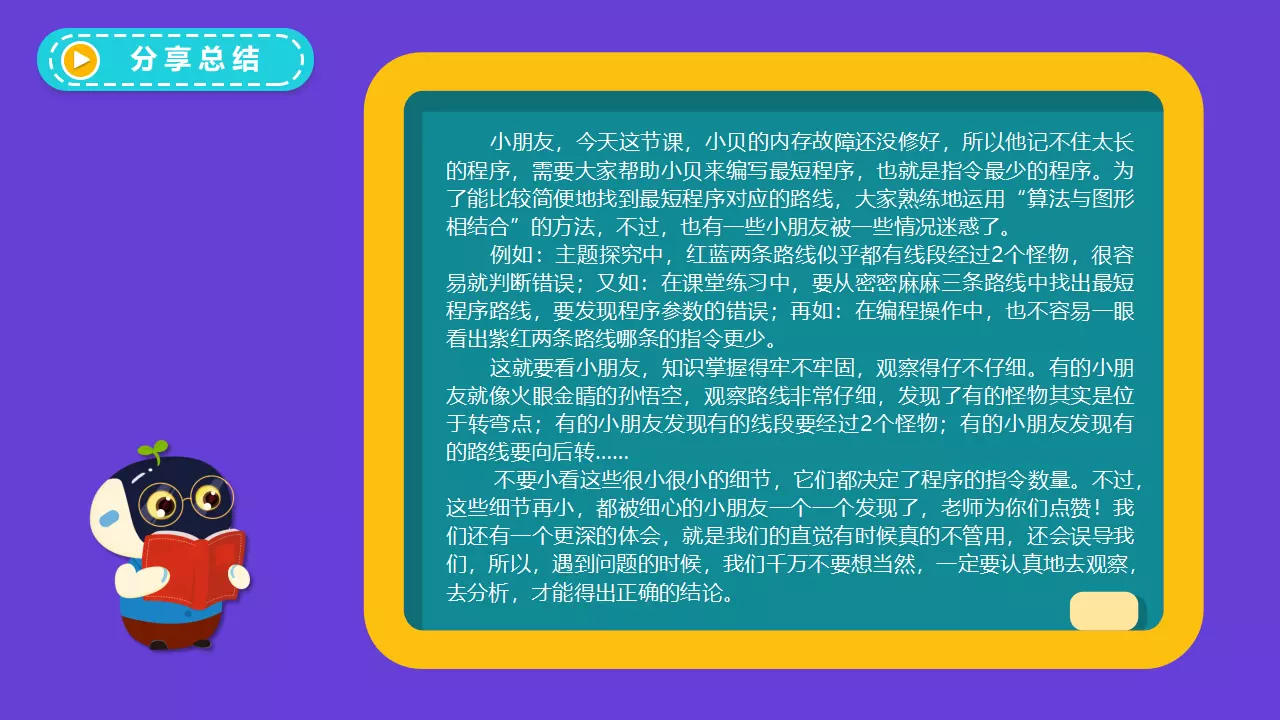 分享总结
小朋友，今天这节课，小贝的内存故障还没修好，所以他记不住太长
的程序，需要大家帮助小贝来编写最短程序，也就是指令最少的程序。为
了能比较简便地找到最短程序对应的路线，大家熟练地运用“算法与图形
相结合”的方法，不过，也有一些小朋友被一些情况迷惑了。
例如：主题探究中，红蓝两条路线似乎都有线段经过2个怪物，很容
易就判断错误；又如：在课堂练习中，要从密密麻麻三条路线中找出最短
程序路线，要发现程序参数的错误；再如：在编程操作中，也不容易一眼
看出紫红两条路线哪条的指令更少。
这就要看小朋友，知识掌握得牢不牢固，观察得仔不仔细。有的小朋
友就像火眼金睛的孙悟空，观察路线非常仔细，发现了有的怪物其实是位
于转弯点；有的小朋友发现有的线段要经过2个怪物；有的小朋友发现有
的路线要向后转......
不要小看这些很小很小的细节，它们都决定了程序的指令数量。不过，
这些细节再小，都被细心的小朋友一个一个发现了，老师为你们点赞！我
们还有一个更深的体会，就是我们的直觉有时候真的不管用，还会误导我
们，所以，遇到问题的时候，我们千万不要想当然，一定要认真地去观察，
去分析，才能得出正确的结论。